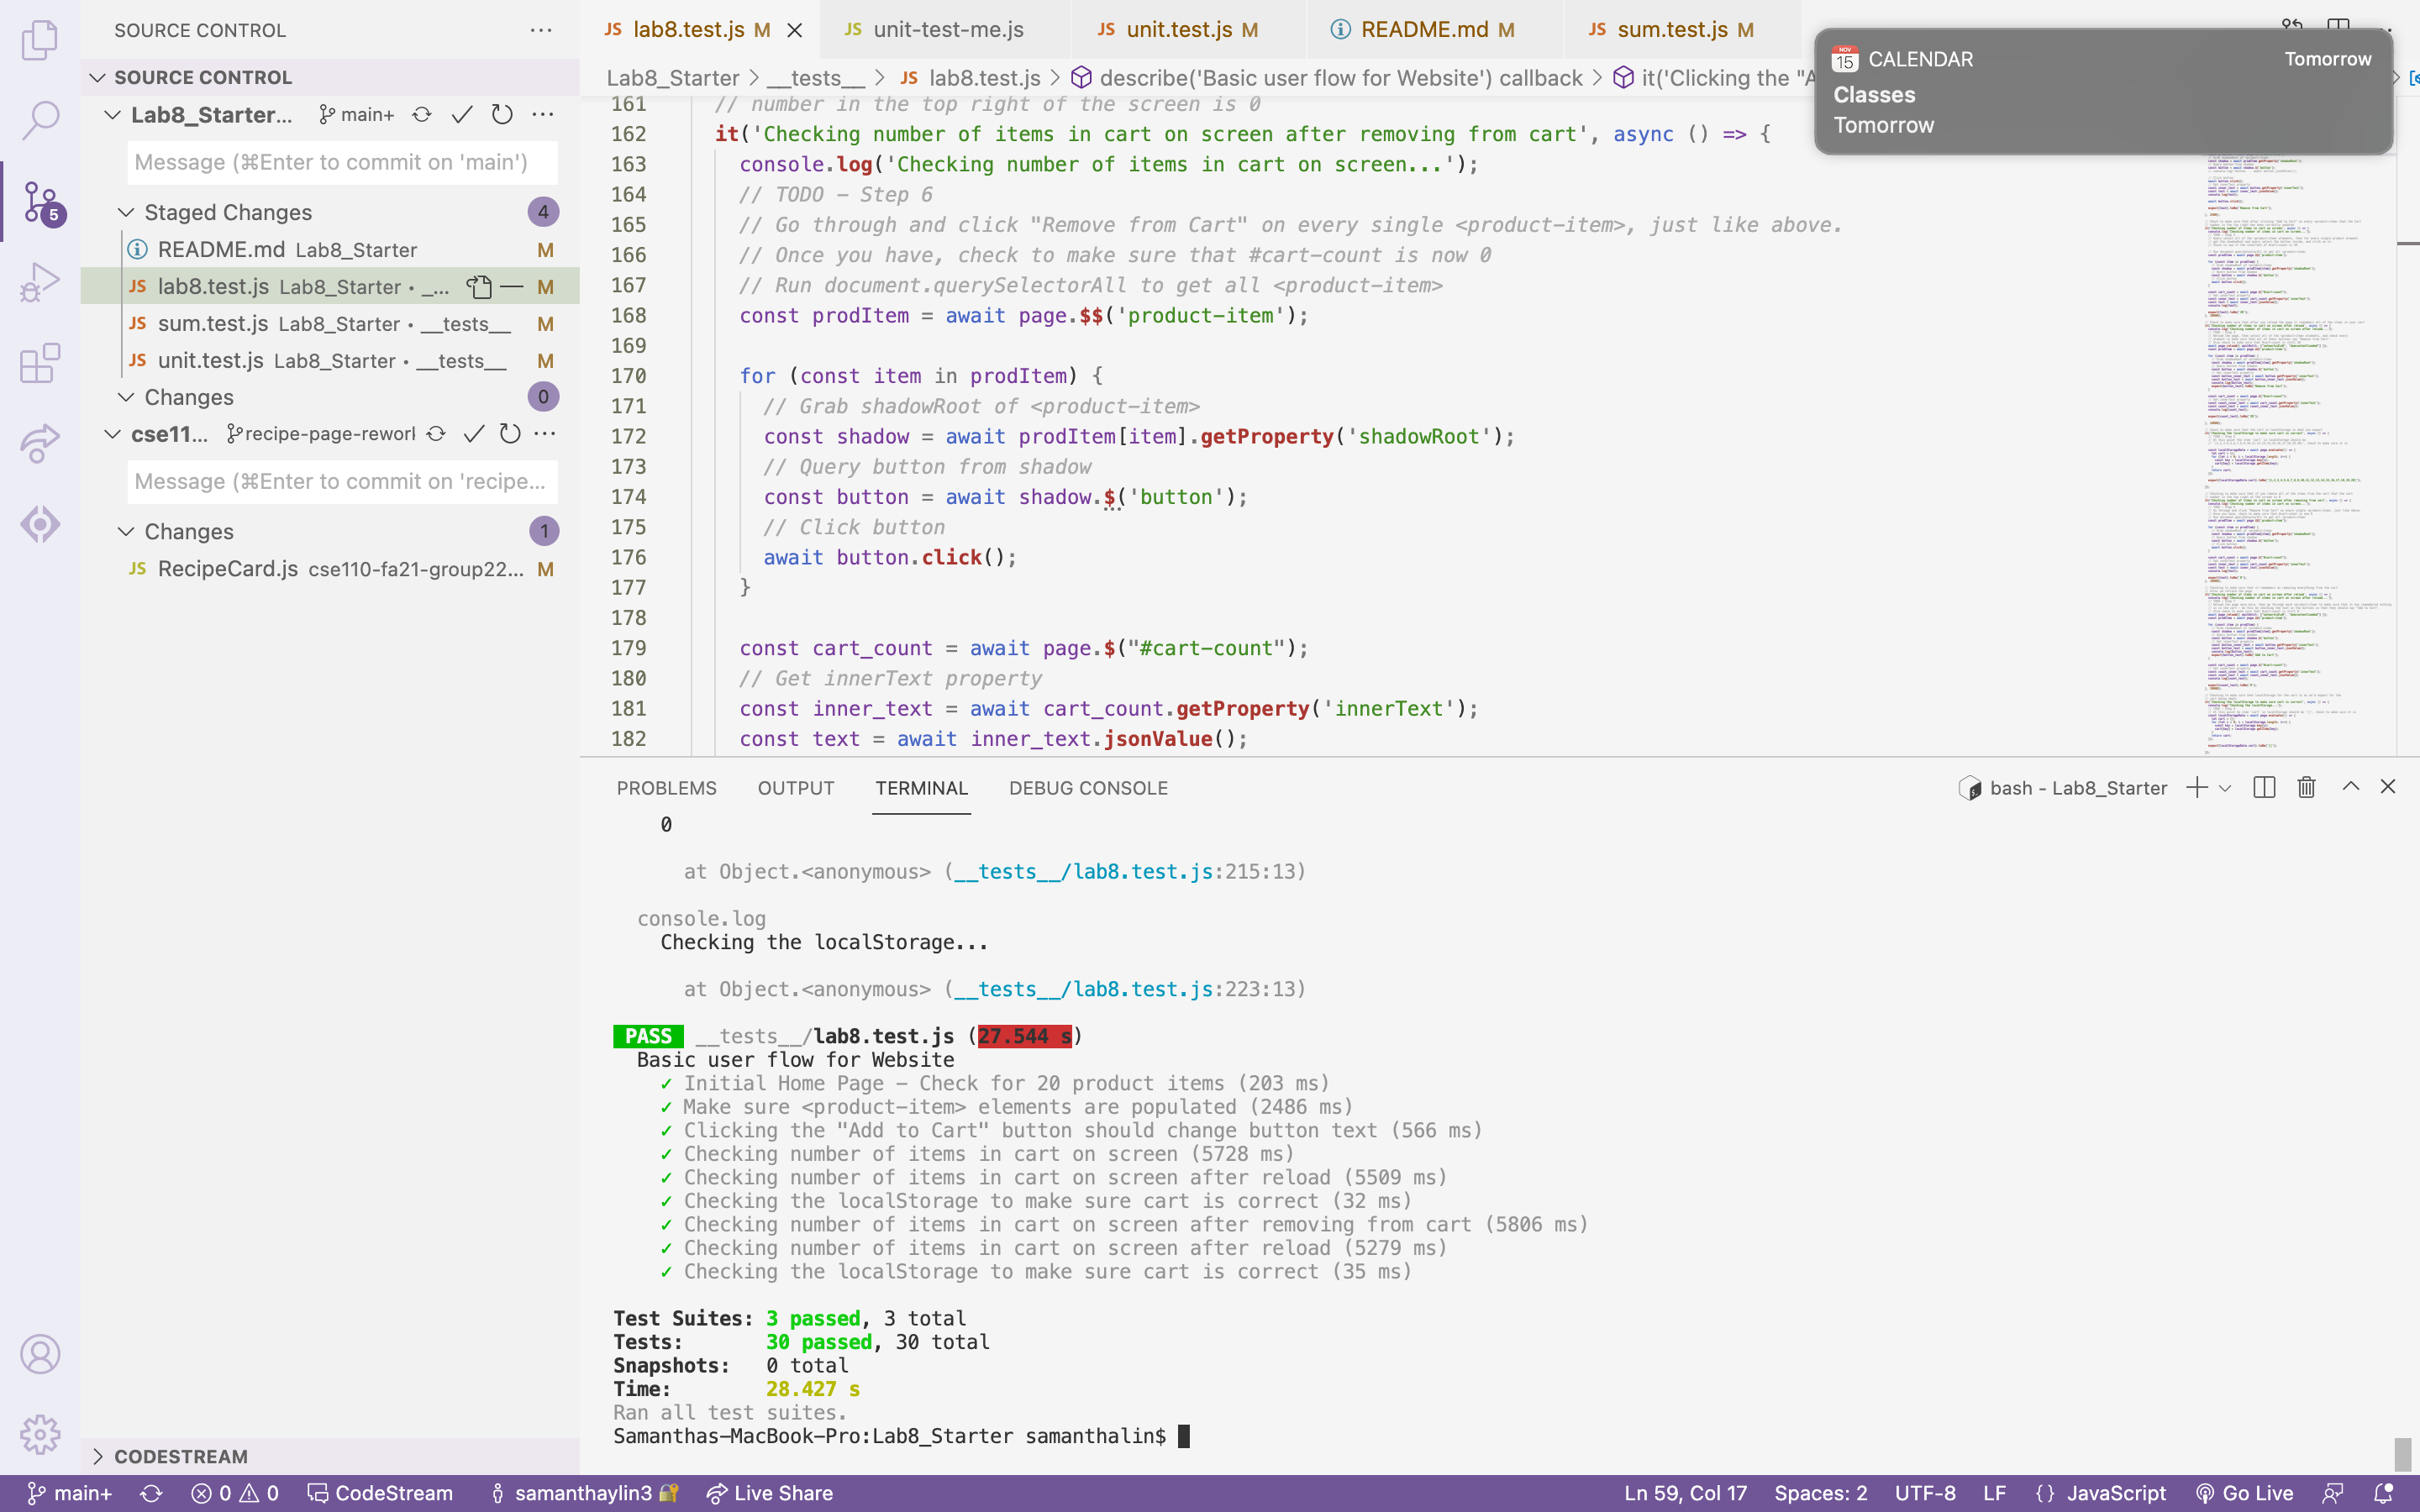 SOURCE CONTROL
SOURCE CONTROL
Lab8_Starter... main+
Message (⌘Enter to commit on 'main')
Staged Changes 4
README.md Lab8_Starter M
JS lab8.test.js Lab8_Starter • _... M
JS sum.test.js Lab8_Starter • __tests__ M
JS unit.test.js Lab8_Starter • __tests__ M
Changes 0
cse11... recipe-page-rework
Message (⌘Enter to commit on 'recipe...
Changes 1
JS RecipeCard.js cse110-fa21-group22... M
5
CODESTREAM
JS lab8.test.js M
JS unit-test-me.js
JS unit.test.js M
README.md M
JS sum.test.js M
Lab8_Starter > __tests__ > JS lab8.test.js > describe('Basic user flow for Website') callback > it('Clicking the "A
NOV 15 CALENDAR Tomorrow
Classes
Tomorrow
161 // number in the top right of the screen is 0
162 it('Checking number of items in cart on screen after removing from cart', async () => {
163 console.log('Checking number of items in cart on screen...');
164 // TODO - Step 6
165 // Go through and click "Remove from Cart" on every single <product-item>, just like above.
166 // Once you have, check to make sure that #cart-count is now 0
167 // Run document.querySelectorAll to get all <product-item>
168 const prodItem = await page.$$('product-item');
169
170 for (const item in prodItem) {
171 // Grab shadowRoot of <product-item>
172 const shadow = await prodItem[item].getProperty('shadowRoot');
173 // Query button from shadow
174 const button = await shadow.$('button');
175 // Click button
176 await button.click();
177 }
178
179 const cart_count = await page.$("#cart-count");
180 // Get innerText property
181 const inner_text = await cart_count.getProperty('innerText');
182 const text = await inner_text.jsonValue();
PROBLEMS OUTPUT TERMINAL DEBUG CONSOLE bash - Lab8_Starter
0
at Object.<anonymous> (__tests__/lab8.test.js:215:13)
console.log
Checking the localStorage...
at Object.<anonymous> (__tests__/lab8.test.js:223:13)
PASS __tests__/lab8.test.js (27.544 s)
Basic user flow for Website
✓ Initial Home Page - Check for 20 product items (203 ms)
✓ Make sure <product-item> elements are populated (2486 ms)
✓ Clicking the "Add to Cart" button should change button text (566 ms)
✓ Checking number of items in cart on screen (5728 ms)
✓ Checking number of items in cart on screen after reload (5509 ms)
✓ Checking the localStorage to make sure cart is correct (32 ms)
✓ Checking number of items in cart on screen after removing from cart (5806 ms)
✓ Checking number of items in cart on screen after reload (5279 ms)
✓ Checking the localStorage to make sure cart is correct (35 ms)
Test Suites: 3 passed, 3 total
Tests: 30 passed, 30 total
Snapshots: 0 total
Time: 28.427 s
Ran all test suites.
Samanthas-MacBook-Pro:Lab8_Starter samanthalin$
main+ 0 0 CodeStream samanthaylin3 Live Share Ln 59, Col 17 Spaces: 2 UTF-8 LF {} JavaScript Go Live